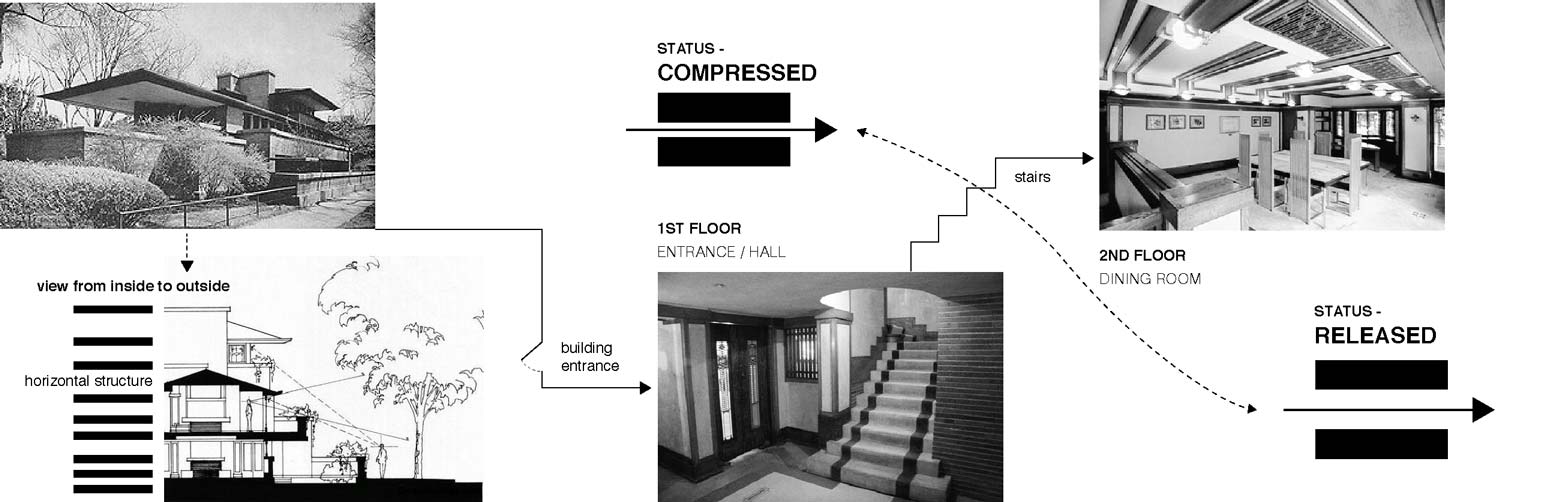 view from inside to outside
horizontal structure
building
entrance
STATUS -
COMPRESSED
1ST FLOOR
ENTRANCE / HALL
stairs
2ND FLOOR
DINING ROOM
STATUS -
RELEASED